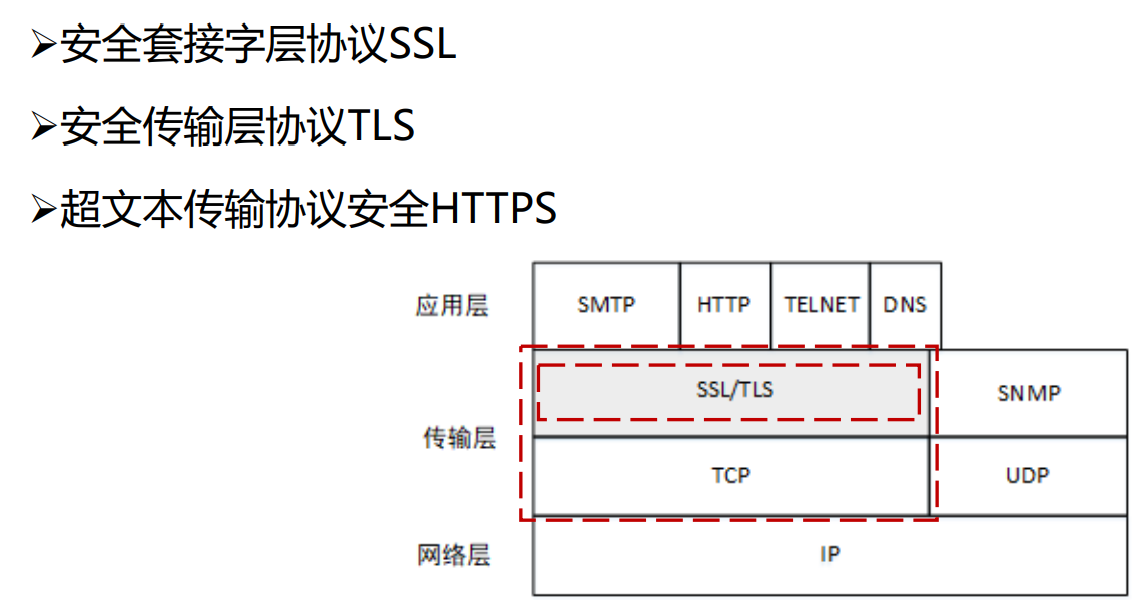 ➢安全套接字层协议SSL
➢安全传输层协议TLS
➢超文本传输协议安全HTTPS
应用层 SMTP HTTP TELNET DNS
SSL/TLS SNMP
传输层
TCP UDP
网络层 IP